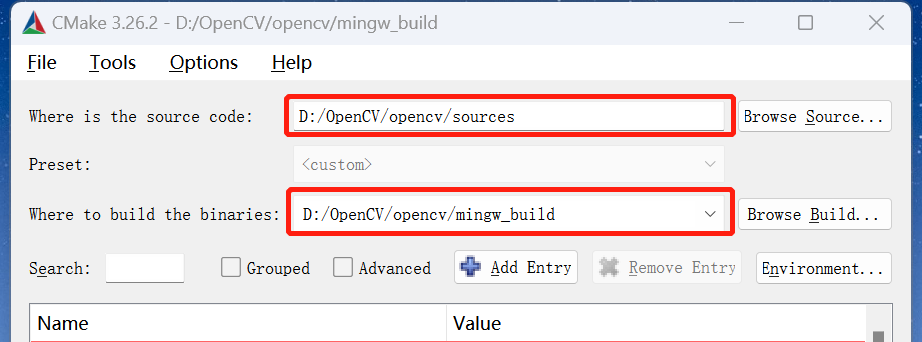 CMake 3.26.2 - D:/OpenCV/opencv/mingw_build
File Tools Options Help
Where is the source code: D:/OpenCV/opencv/sources Browse Source...
Preset: <custom>
Where to build the binaries: D:/OpenCV/opencv/mingw_build Browse Build...
Search: Grouped Advanced Add Entry Remove Entry Environment...
Name Value